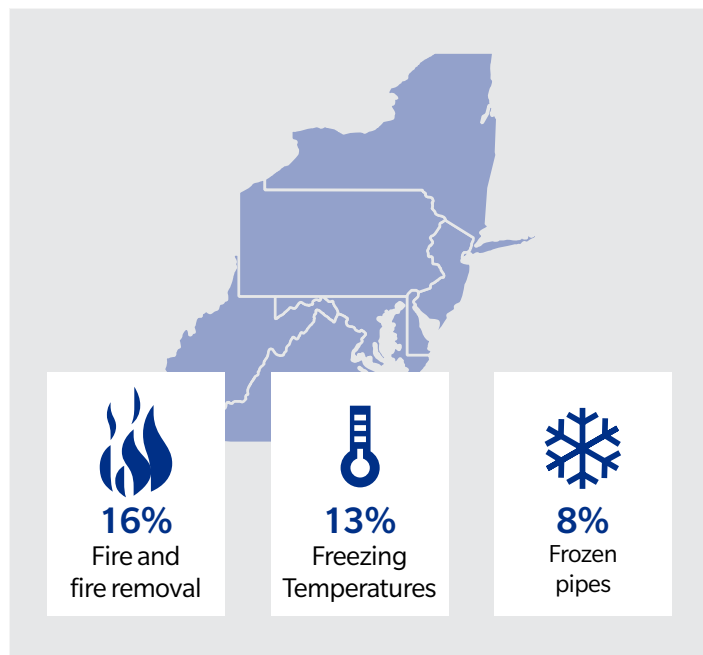 16%
Fire and
fire removal
13%
Freezing
Temperatures
8%
Frozen
pipes